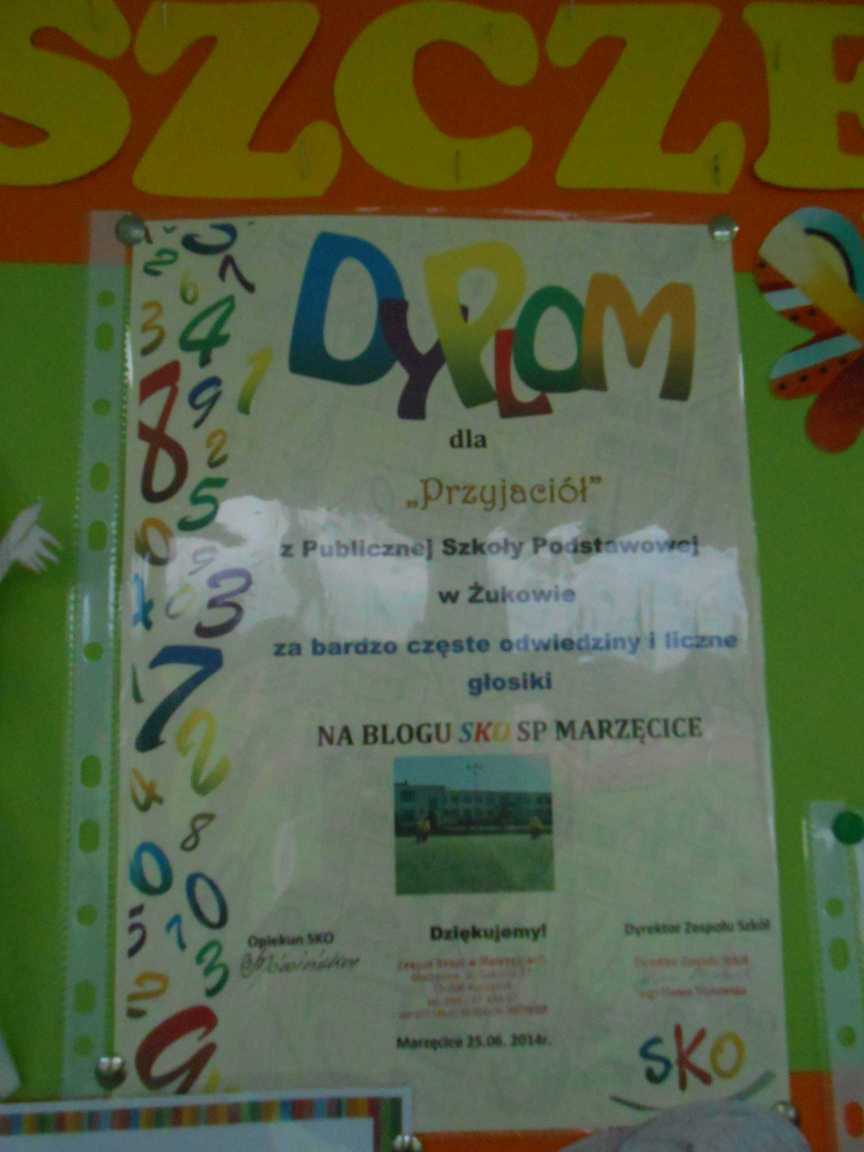 SZCZE
DYPLOM
dla
„Przyjaciół”
z Publicznej Szkoły Podstawowej
w Żukowie
za bardzo częste odwiedziny i liczne
głosiki
NA BLOGU SKO SP MARZĘCICE
Opiekun SKO
Dziękujemy!
Dyrektor Zespołu Szkół
Marzęcice 25.06. 2014r.
SKO